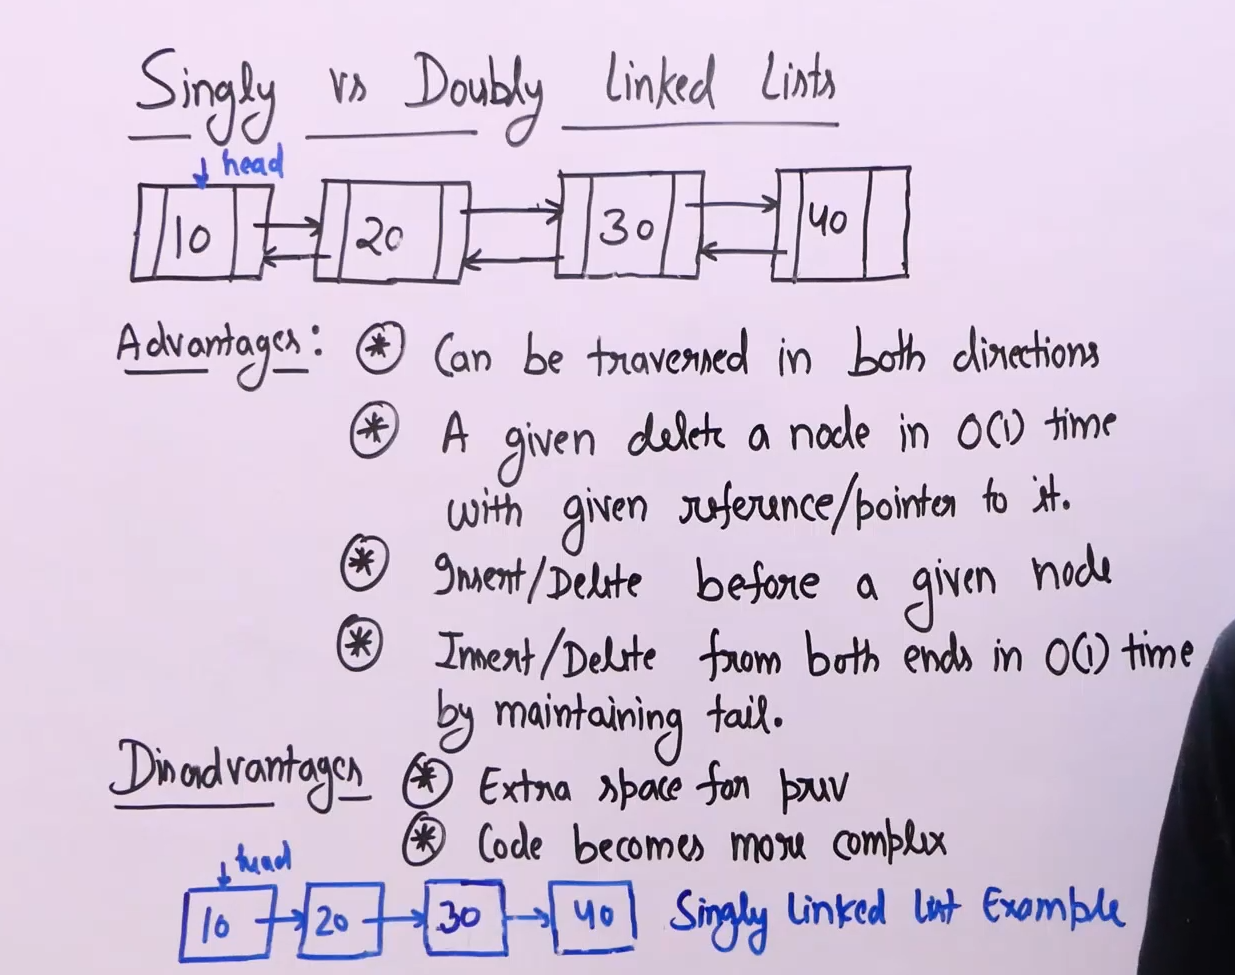 Singly vs Doubly Linked Lists
head
10 20 30 40
Advantages: * Can be traversed in both directions
* A given delete a node in O(1) time
with given reference/pointer to it.
* Insert/Delete before a given node
* Insert/Delete from both ends in O(1) time
by maintaining tail.
Disadvantages * Extra space for prev
* Code becomes more complex
head
10 20 30 40 Singly Linked List Example